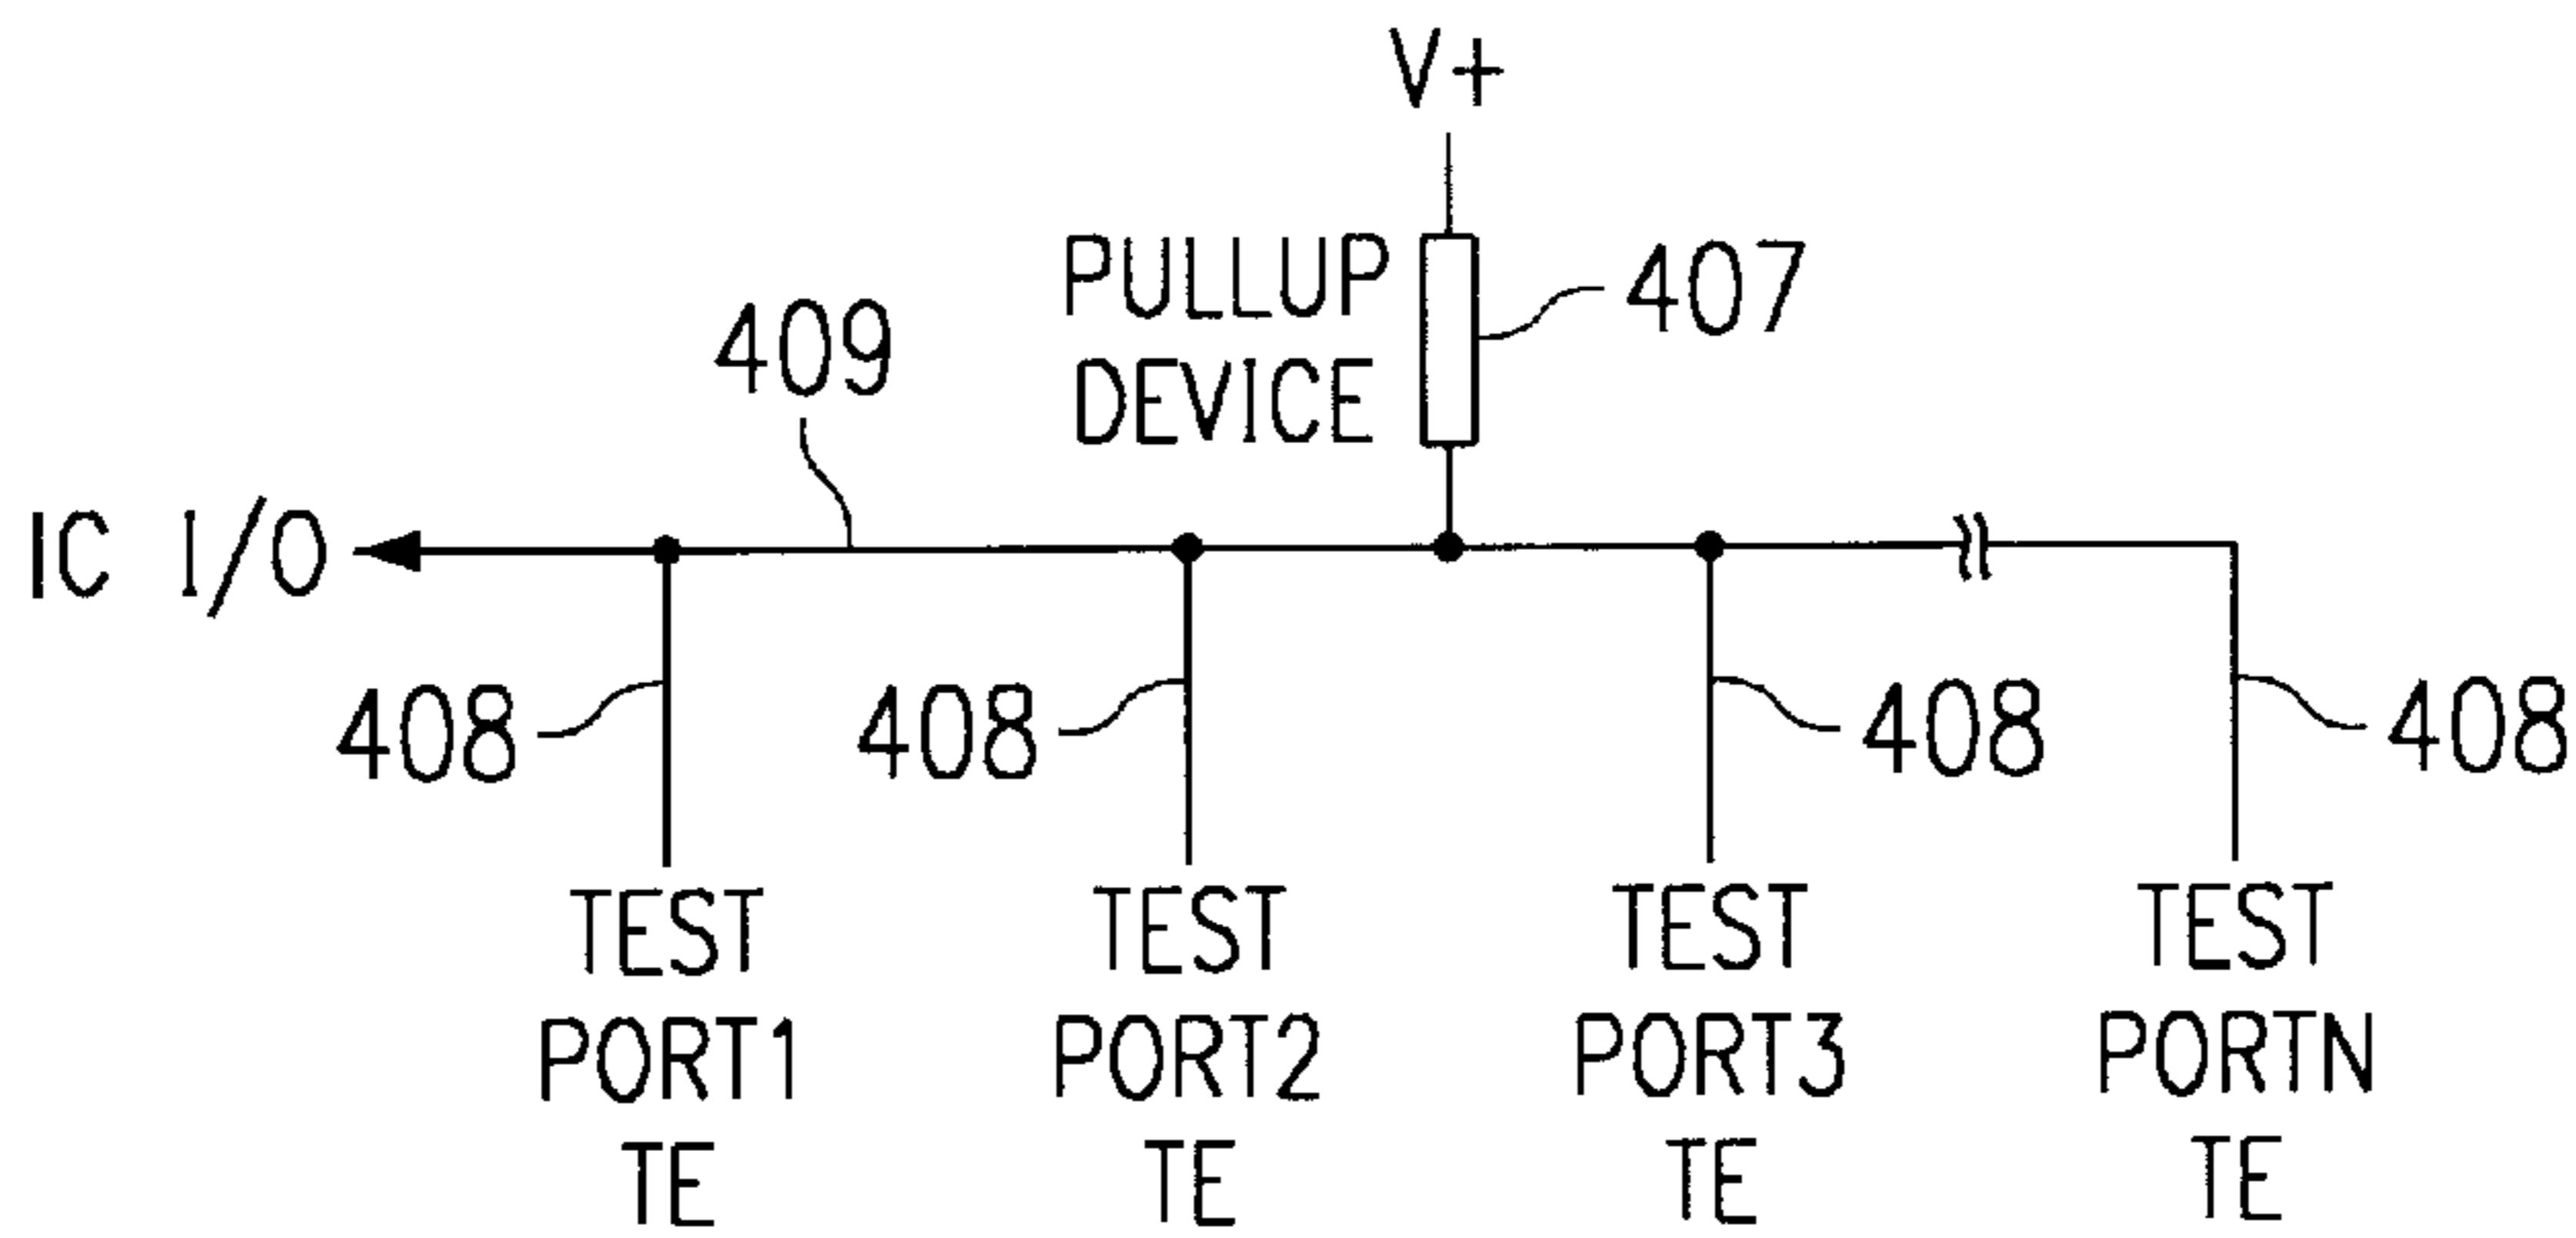 V+
PULLUP
DEVICE
407
409
IC I/O
408
408
408
408
TEST
PORT1
TE
TEST
PORT2
TE
TEST
PORT3
TE
TEST
PORTN
TE